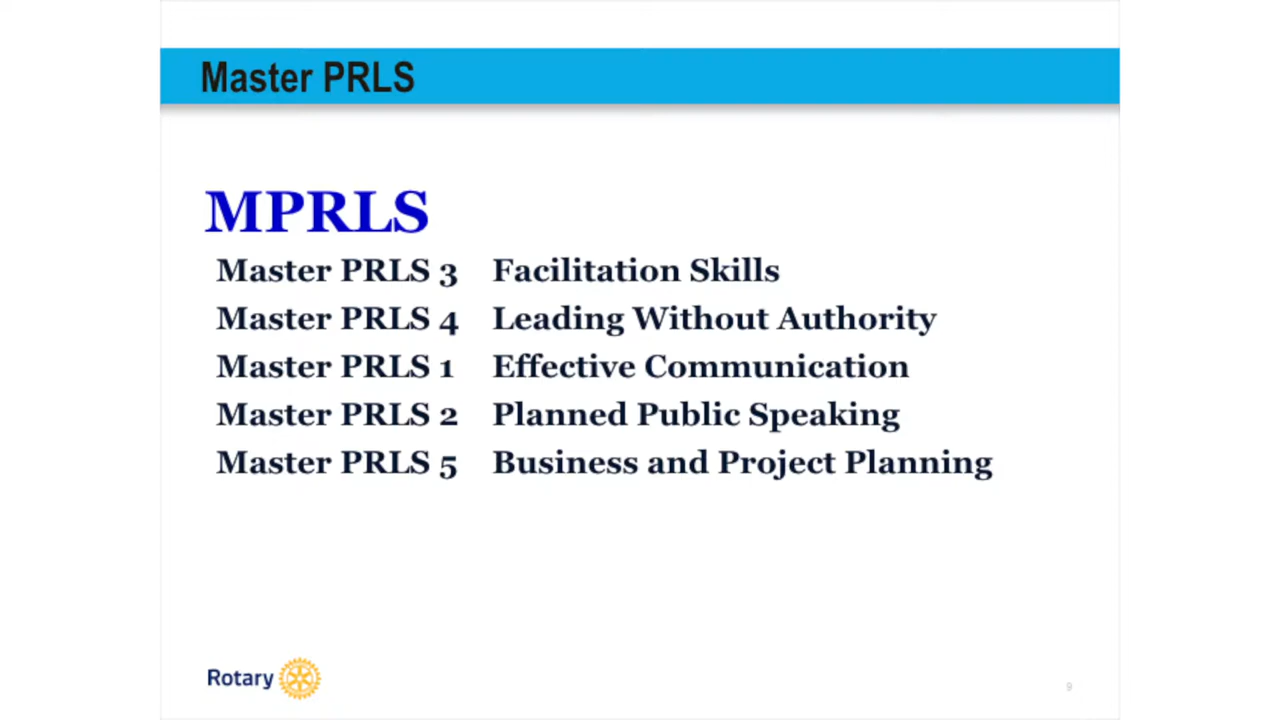 Master PRLS
MPRLS
Master PRLS 3 Facilitation Skills
Master PRLS 4 Leading Without Authority
Master PRLS 1 Effective Communication
Master PRLS 2 Planned Public Speaking
Master PRLS 5 Business and Project Planning
Rotary
9